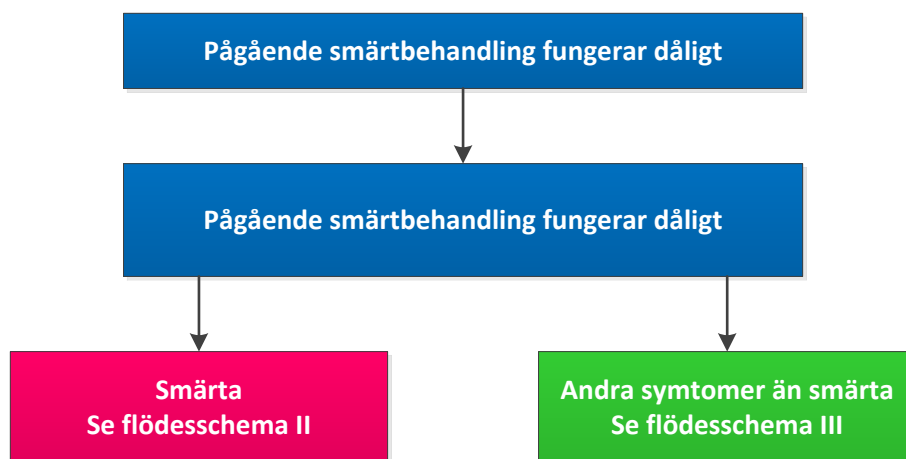 Pågående smärtbehandling fungerar dåligt
Pågående smärtbehandling fungerar dåligt
Smärta
Se flödesschema II
Andra symtomer än smärta
Se flödesschema III